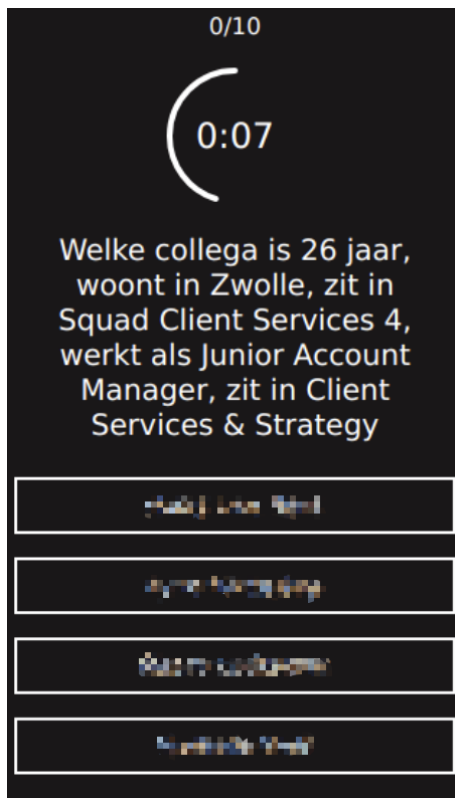 0/10
0:07
Welke collega is 26 jaar,
woont in Zwolle, zit in
Squad Client Services 4,
werkt als Junior Account
Manager, zit in Client
Services & Strategy